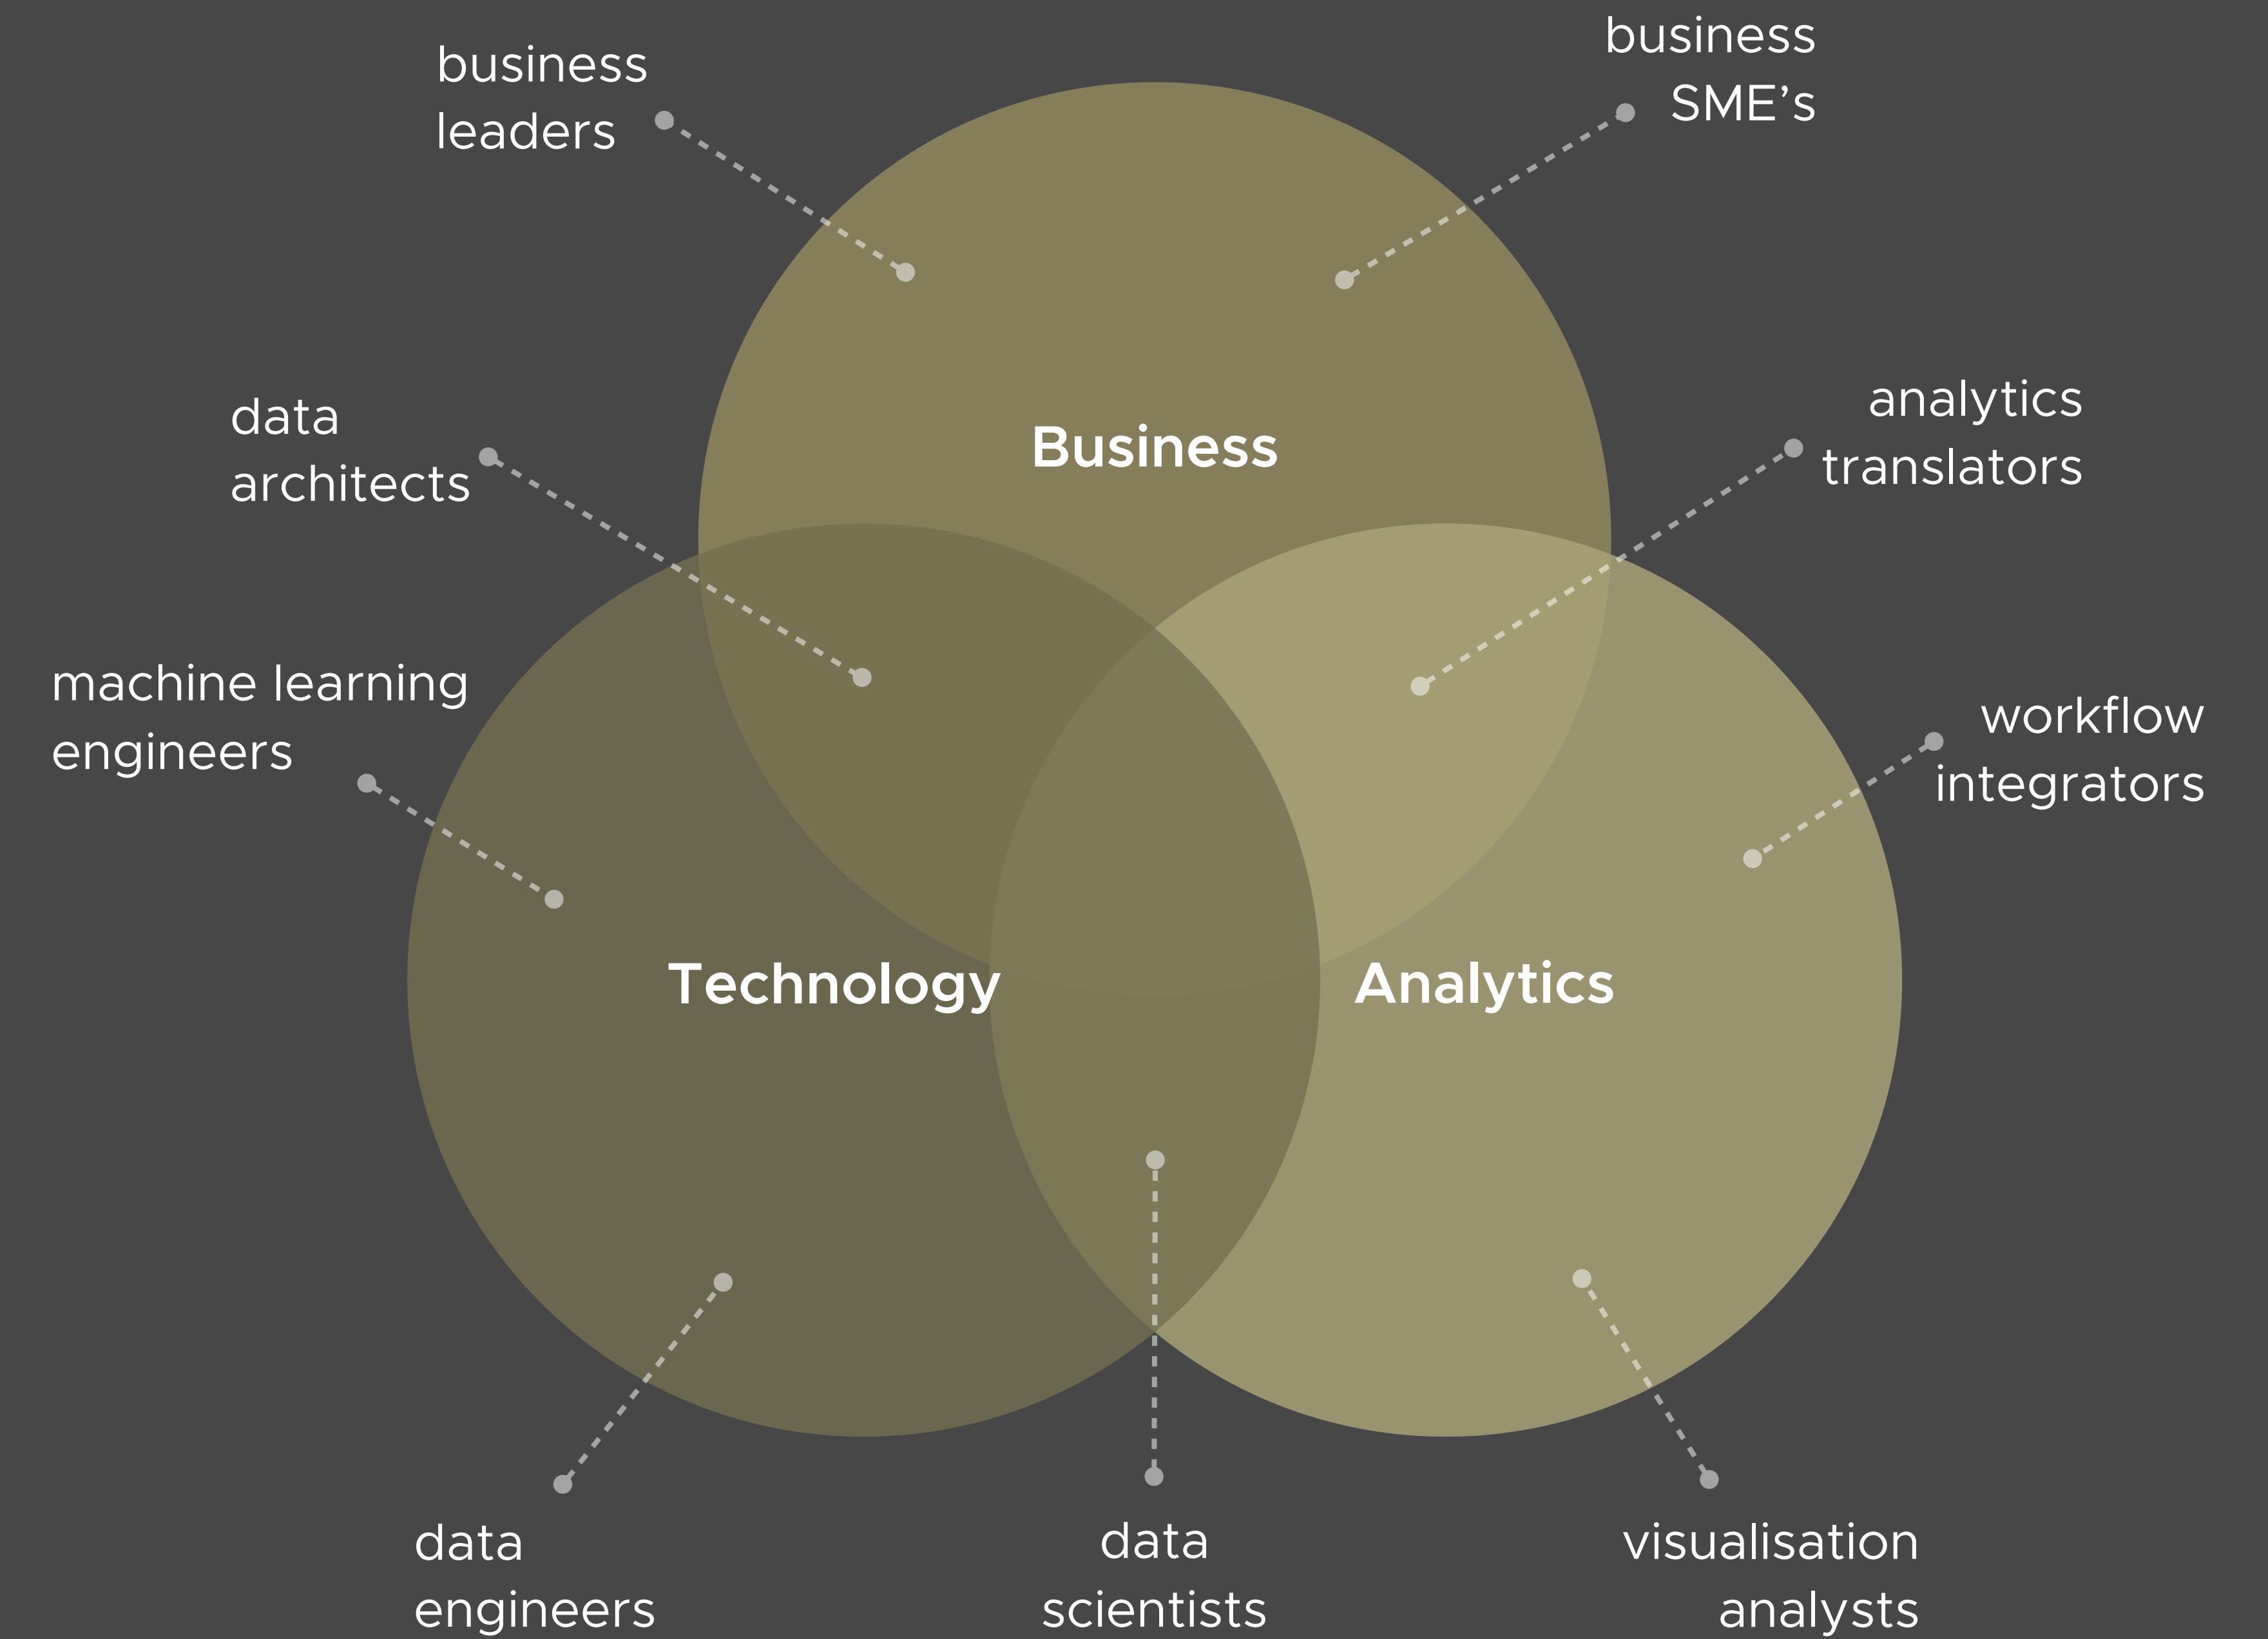 business
leaders
business
SME's
data
architects
Business
analytics
translators
machine learning
engineers
workflow
integrators
Technology
Analytics
data
engineers
data
scientists
visualisation
analysts